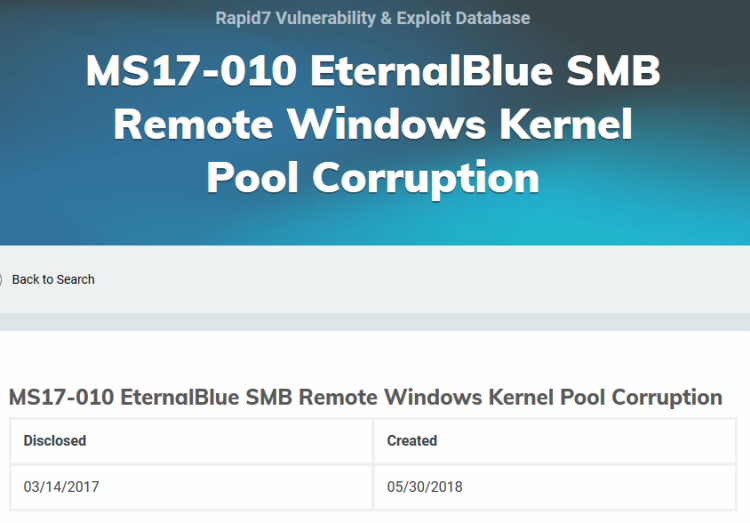 Rapid7 Vulnerability & Exploit Database
MS17-010 EternalBlue SMB
Remote Windows Kernel
Pool Corruption
Back to Search
MS17-010 EternalBlue SMB Remote Windows Kernel Pool Corruption
Disclosed
Created
03/14/2017
05/30/2018